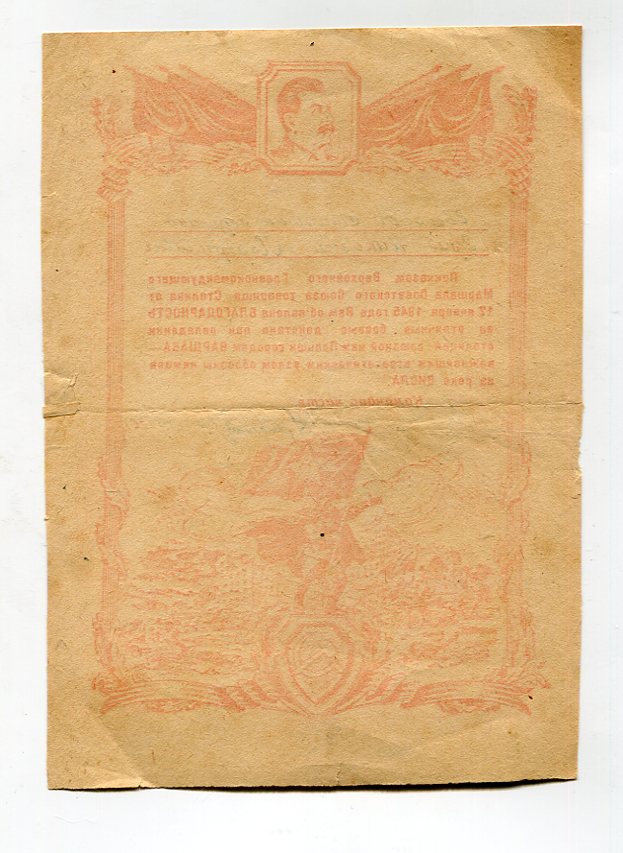 Приказом Верховного Главнокомандующего
Маршала Советского Союза товарища Сталина от
17 января 1945 года Вам объявлена БЛАГОДАРНОСТЬ
за отличные боевые действия при овладении
столицей союзной нам Польши городом ВАРШАВА —
важнейшим стратегическим узлом обороны немцев
на реке ВИСЛА.
Командир части